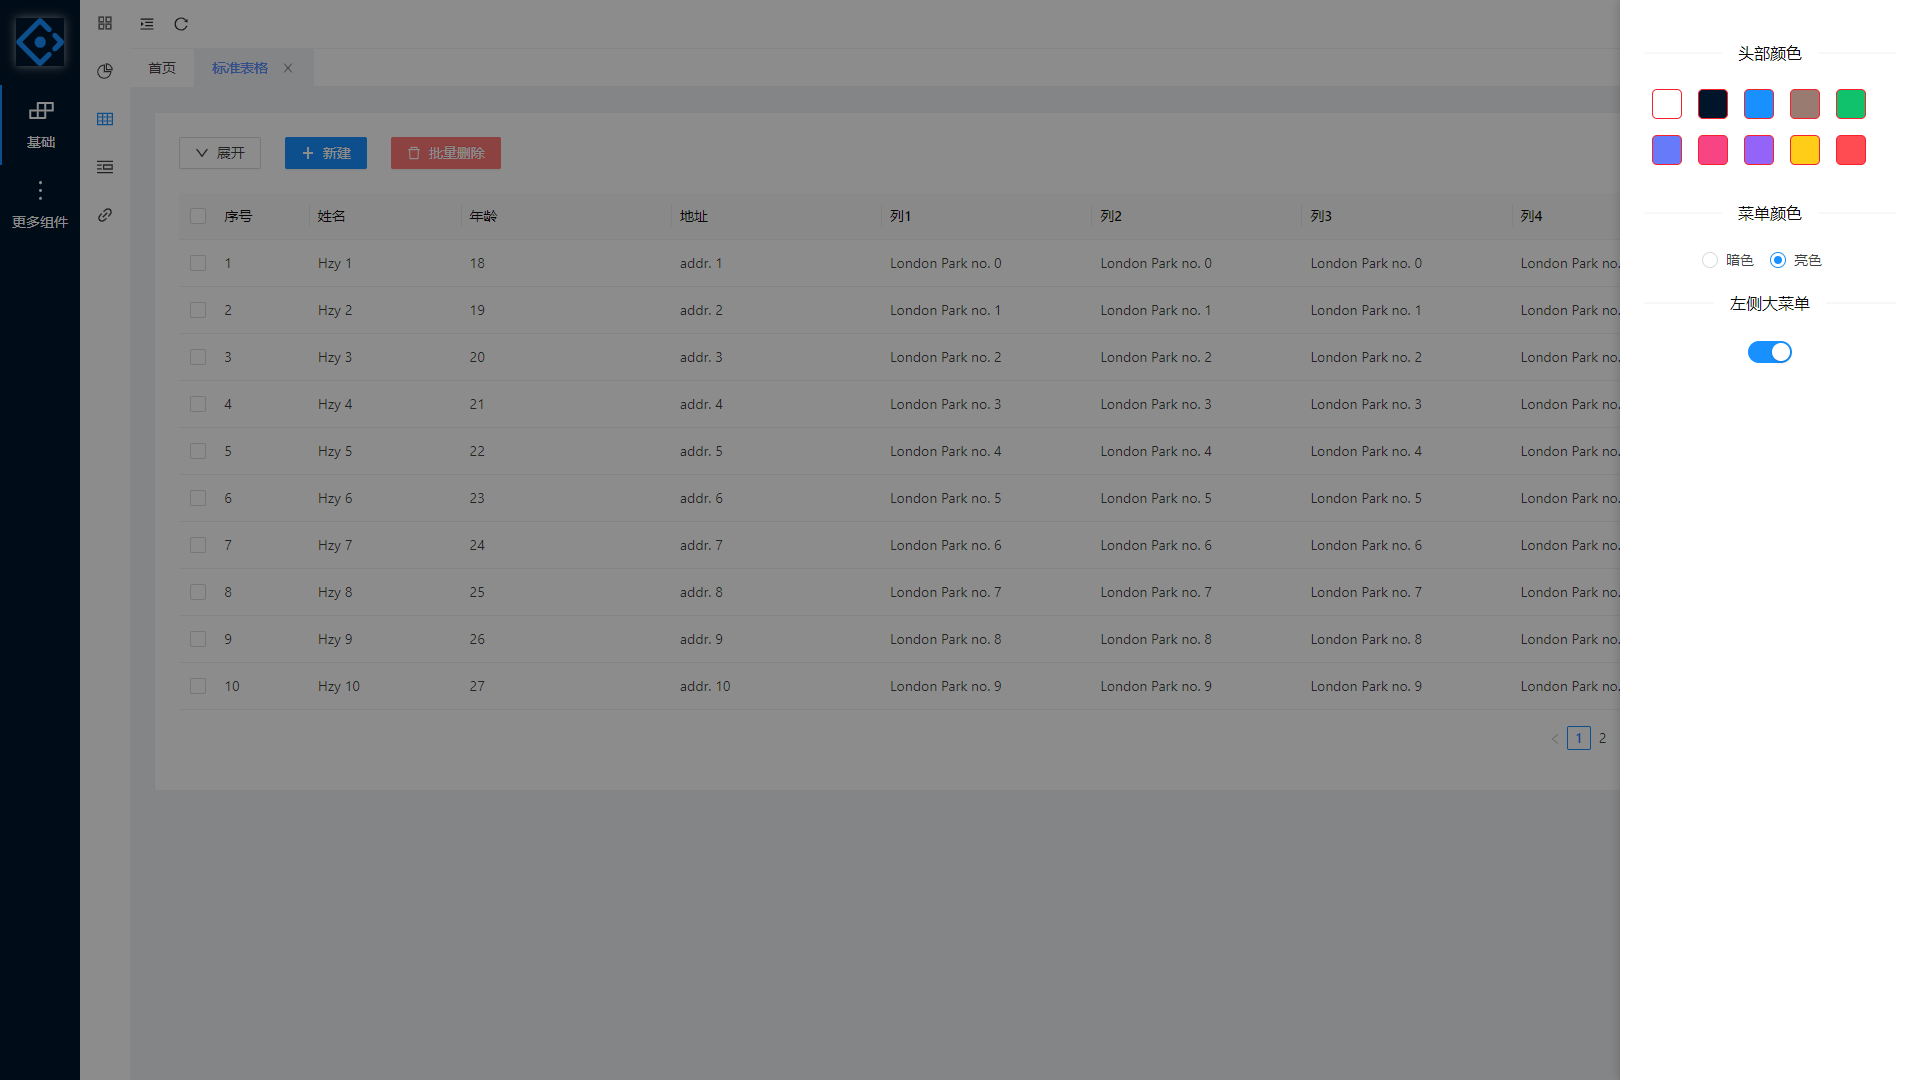 首页 标准表格
头部颜色
基础
更多组件
展开 新建 批量删除
序号 姓名 年龄 地址 列1 列2 列3 列4
1 Hzy 1 18 addr. 1 London Park no. 0 London Park no. 0 London Park no. 0 London Park no.
2 Hzy 2 19 addr. 2 London Park no. 1 London Park no. 1 London Park no. 1 London Park no.
3 Hzy 3 20 addr. 3 London Park no. 2 London Park no. 2 London Park no. 2 London Park no.
4 Hzy 4 21 addr. 4 London Park no. 3 London Park no. 3 London Park no. 3 London Park no.
5 Hzy 5 22 addr. 5 London Park no. 4 London Park no. 4 London Park no. 4 London Park no.
6 Hzy 6 23 addr. 6 London Park no. 5 London Park no. 5 London Park no. 5 London Park no.
7 Hzy 7 24 addr. 7 London Park no. 6 London Park no. 6 London Park no. 6 London Park no.
8 Hzy 8 25 addr. 8 London Park no. 7 London Park no. 7 London Park no. 7 London Park no.
9 Hzy 9 26 addr. 9 London Park no. 8 London Park no. 8 London Park no. 8 London Park no.
10 Hzy 10 27 addr. 10 London Park no. 9 London Park no. 9 London Park no. 9 London Park no.
1 2
菜单颜色
暗色 亮色
左侧大菜单